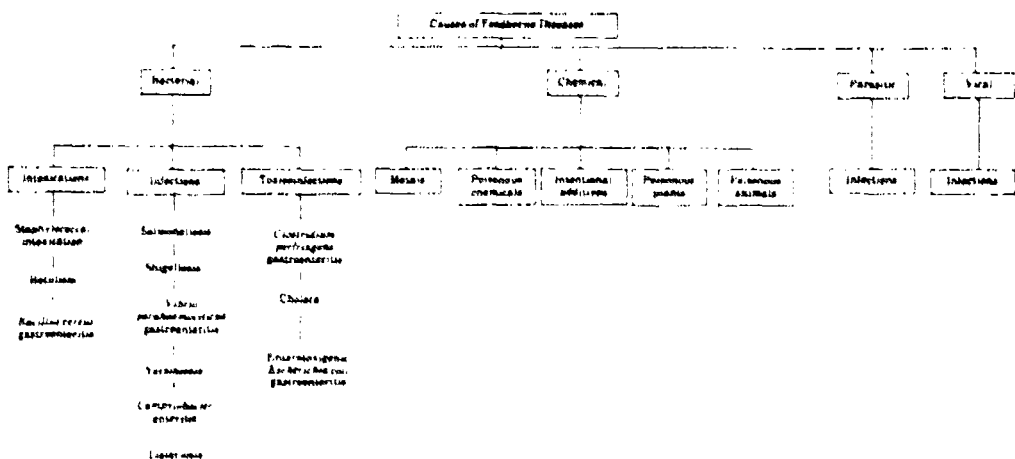 Causes of Foodborne Diseases
Bacterial
Chemical
Parasitic
Viral
Intoxications
Infections
Toxicoinfections
Metals
Poisonous
chemicals
Intentional
additives
Poisonous
plants
Poisonous
animals
Infections
Infections
Staphylococcal
intoxication
Botulism
Bacillus cereus
gastroenteritis
Salmonellosis
Shigellosis
Vibrio
parahaemolyticus
gastroenteritis
Yersiniosis
Campylobacter
enteritis
Listeriosis
Clostridium
perfringens
gastroenteritis
Cholera
Enterotoxigenic
Escherichia coli
gastroenteritis